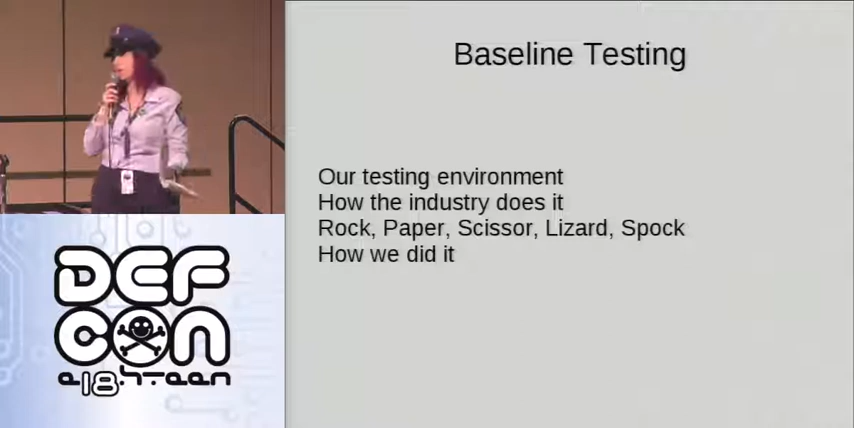 Baseline Testing
Our testing environment
How the industry does it
Rock, Paper, Scissor, Lizard, Spock
How we did it
DEF
CON
e18hteen